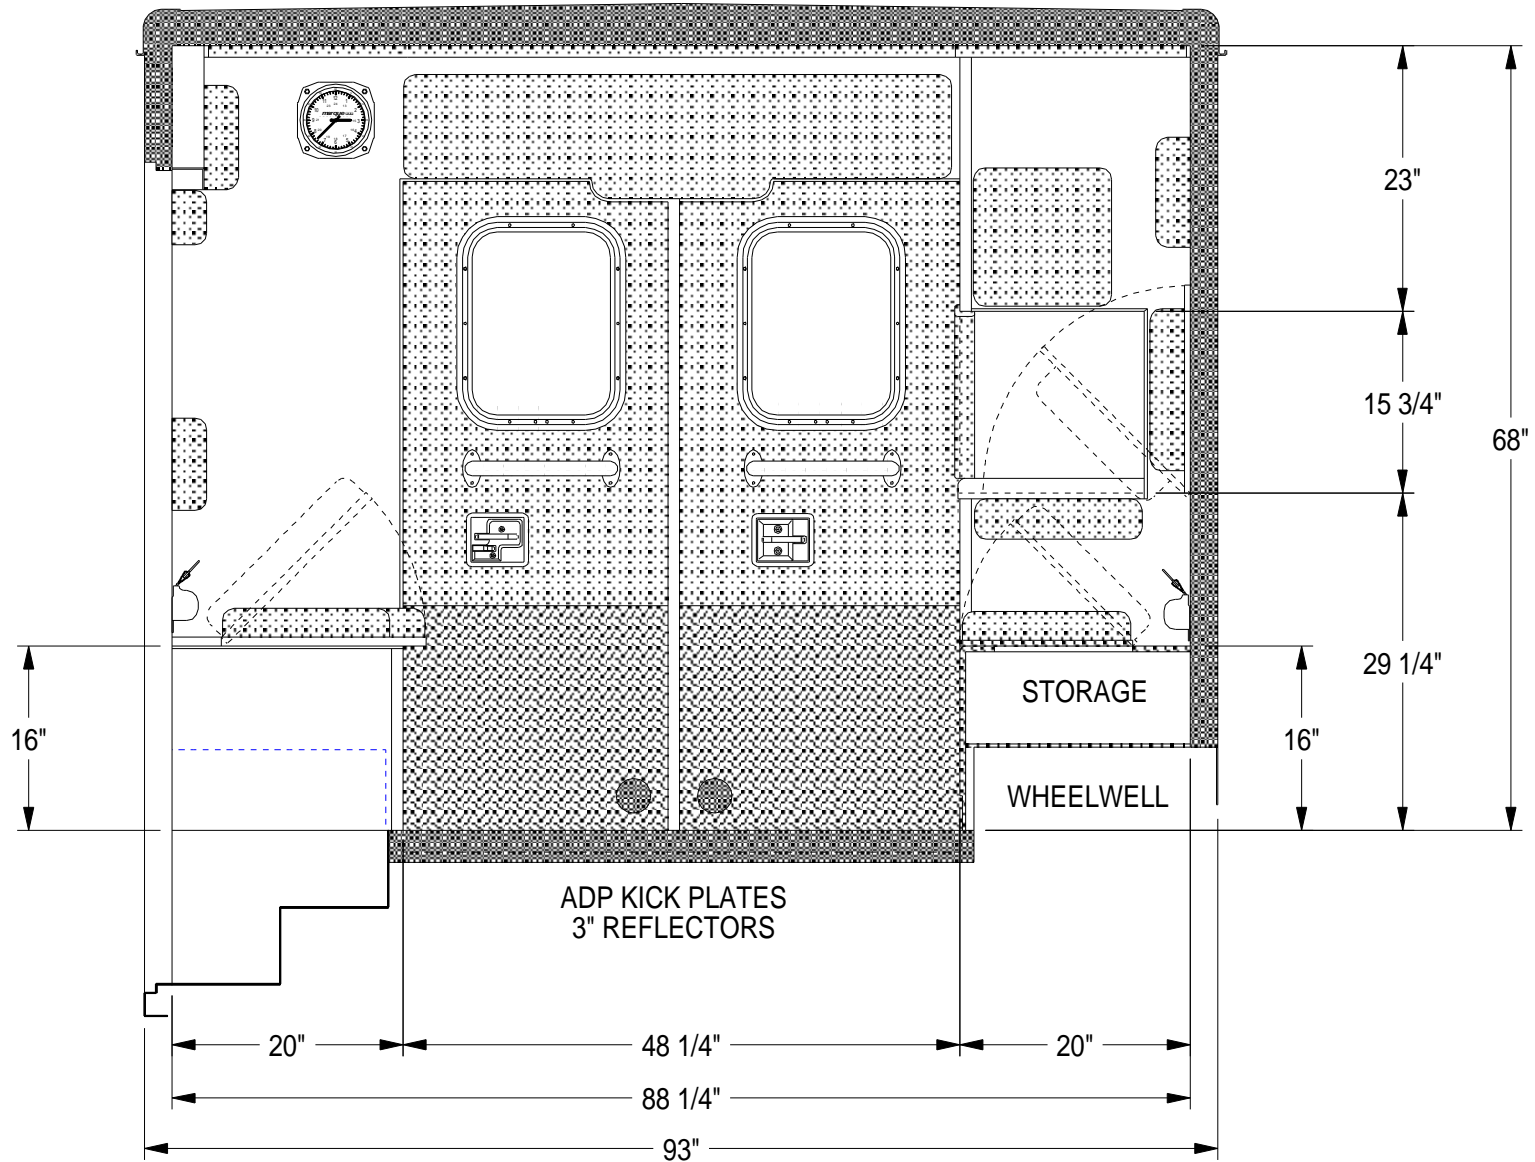 23"
15 3/4"
68"
29 1/4"
STORAGE
16"
16"
WHEELWELL
ADP KICK PLATES
3" REFLECTORS
20"
48 1/4"
20"
88 1/4"
93"